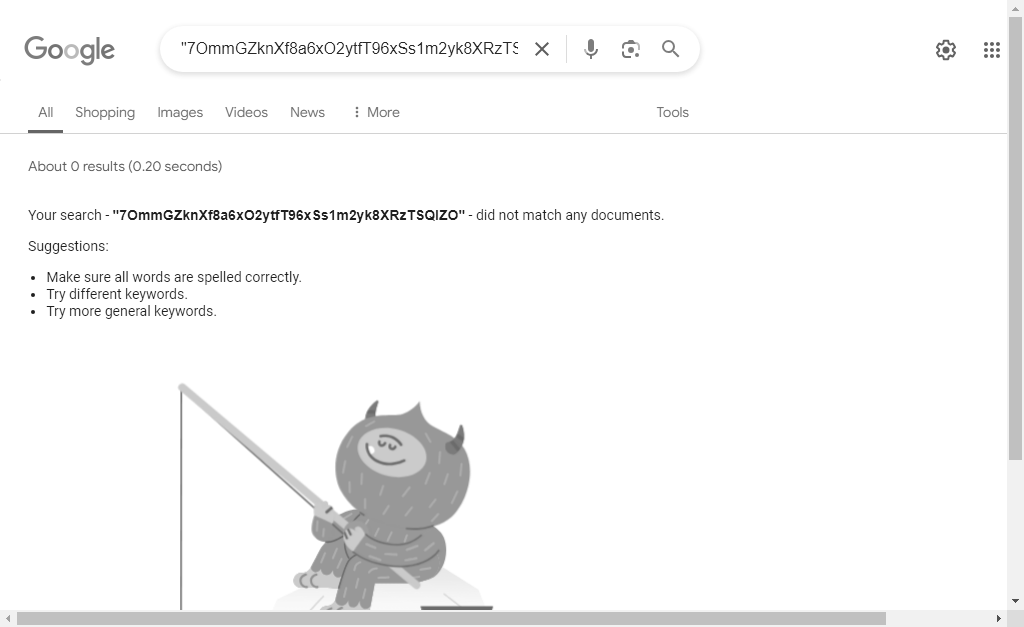 Google
"7OmmGZknXf8a6xO2ytfT96xSs1m2yk8XRzTS
All Shopping Images Videos News More Tools
About 0 results (0.20 seconds)
Your search - "7OmmGZknXf8a6xO2ytfT96xSs1m2yk8XRzTSQlZO" - did not match any documents.
Suggestions:
Make sure all words are spelled correctly.
Try different keywords.
Try more general keywords.